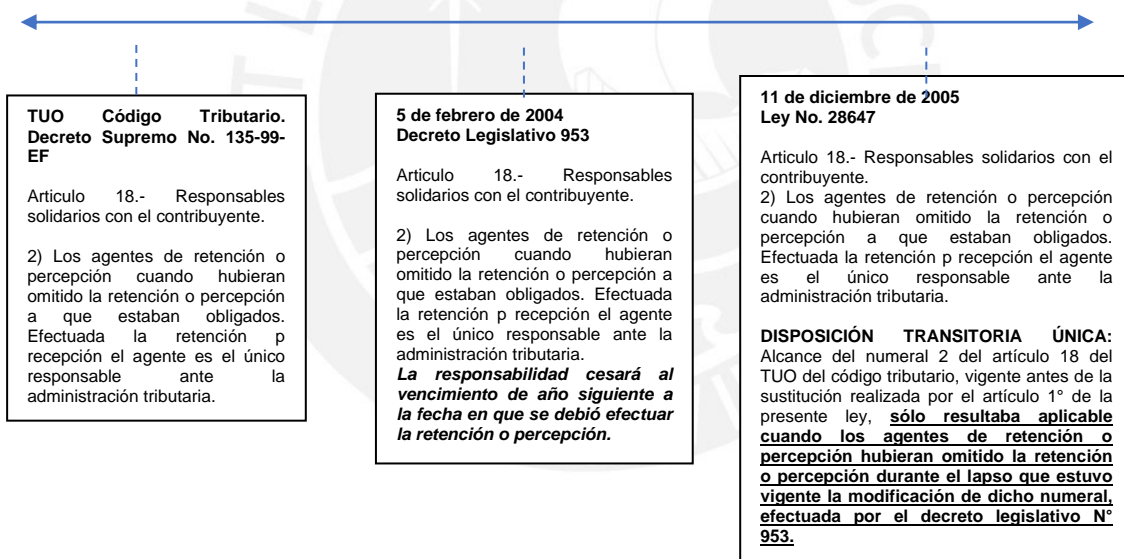 TUO Código Tributario.
Decreto Supremo No. 135-99-
EF
Articulo 18.- Responsables
solidarios con el contribuyente.
2) Los agentes de retención o
percepción cuando hubieran
omitido la retención o percepción
a que estaban obligados.
Efectuada la retención p
recepción el agente es el único
responsable ante la
administración tributaria.
5 de febrero de 2004
Decreto Legislativo 953
Articulo 18.- Responsables
solidarios con el contribuyente.
2) Los agentes de retención o
percepción cuando hubieran
omitido la retención o percepción a
que estaban obligados. Efectuada
la retención p recepción el agente
es el único responsable ante la
administración tributaria.
La responsabilidad cesará al
vencimiento de año siguiente a
la fecha en que se debió efectuar
la retención o percepción.
11 de diciembre de 2005
Ley No. 28647
Articulo 18.- Responsables solidarios con el
contribuyente.
2) Los agentes de retención o percepción
cuando hubieran omitido la retención o
percepción a que estaban obligados.
Efectuada la retención p recepción el agente
es el único responsable ante la
administración tributaria.
DISPOSICIÓN TRANSITORIA ÚNICA:
Alcance del numeral 2 del artículo 18 del
TUO del código tributario, vigente antes de la
sustitución realizada por el artículo 1° de la
presente ley, sólo resultaba aplicable
cuando los agentes de retención o
percepción hubieran omitido la retención
o percepción durante el lapso que estuvo
vigente la modificación de dicho numeral,
efectuada por el decreto legislativo N°
953.